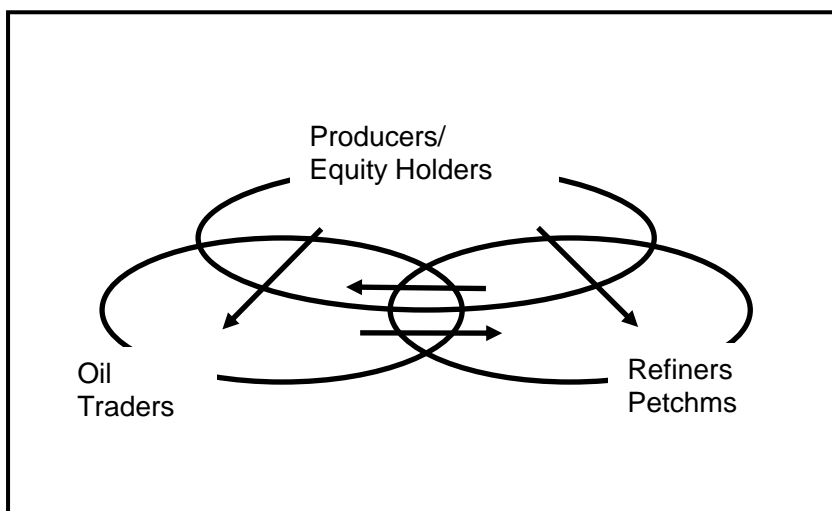 Producers/
Equity Holders
Oil
Traders
Refiners
Petchms